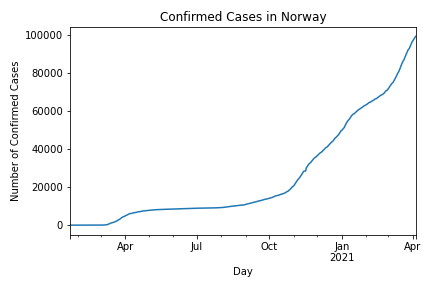 Confirmed Cases in Norway
Number of Confirmed Cases
100000
80000
60000
40000
20000
0
Apr
Jul
Oct
Jan
2021
Apr
Day